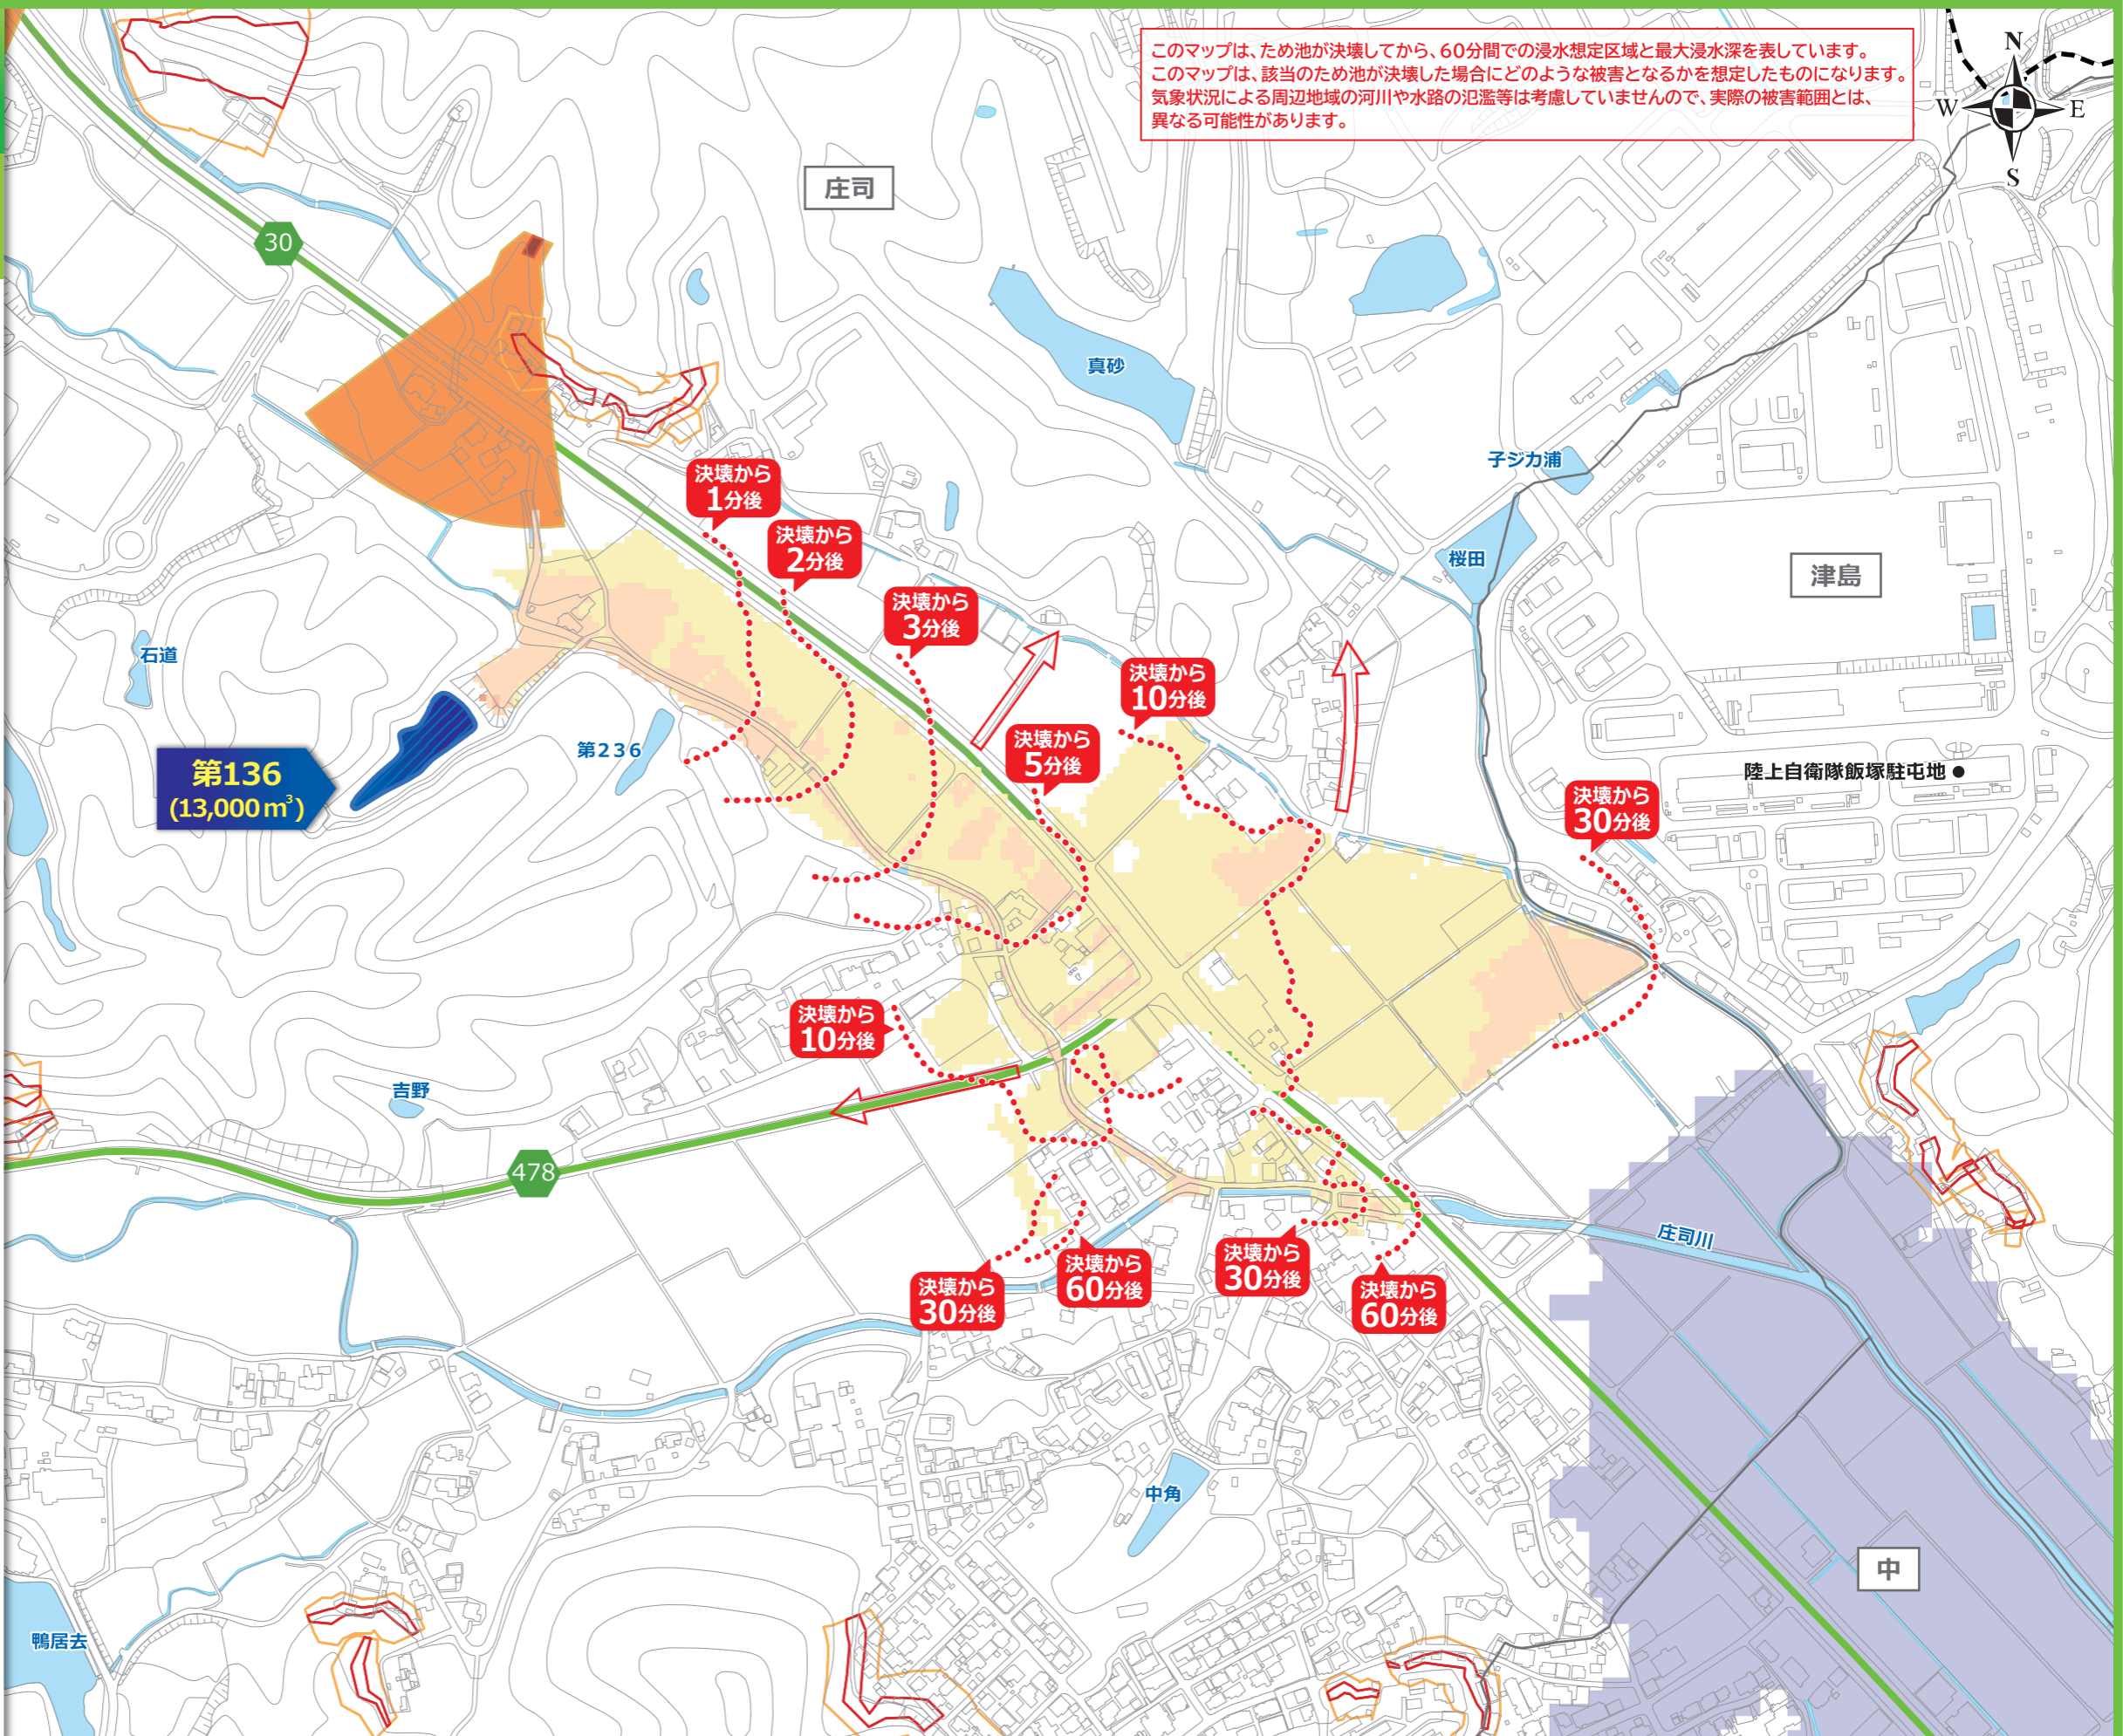 このマップは、ため池が決壊してから、60分間での浸水想定区域と最大浸水深を表しています。
このマップは、該当のため池が決壊した場合にどのような被害となるかを想定したものになります。
気象状況による周辺地域の河川や水路の氾濫等は考慮していませんので、実際の被害範囲とは、
異なる可能性があります。
N
W
E
S
庄司
30
真砂
子ジカ浦
決壊から
1分後
決壊から
2分後
桜田
津島
決壊から
3分後
石道
決壊から
10分後
第236
決壊から
5分後
第136
(13,000m³)
陸上自衛隊飯塚駐屯地
決壊から
30分後
決壊から
10分後
吉野
478
庄司川
決壊から
30分後
決壊から
60分後
決壊から
30分後
決壊から
60分後
中角
中
鴨居去